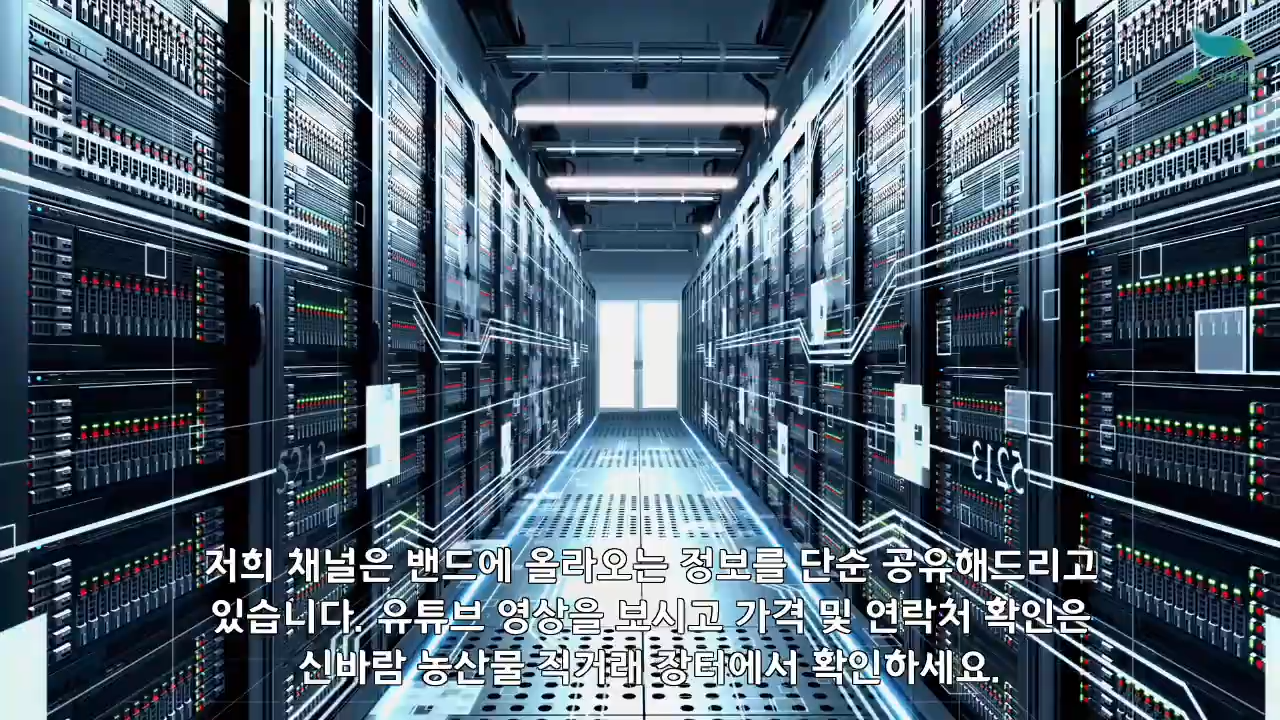 저희 채널은 밴드에 올라오는 정보를 단순 공유해드리고
있습니다. 유튜브 영상을 보시고 가격 및 연락처 확인은
신바람 농산물 직거래 장터에서 확인하세요.
5213